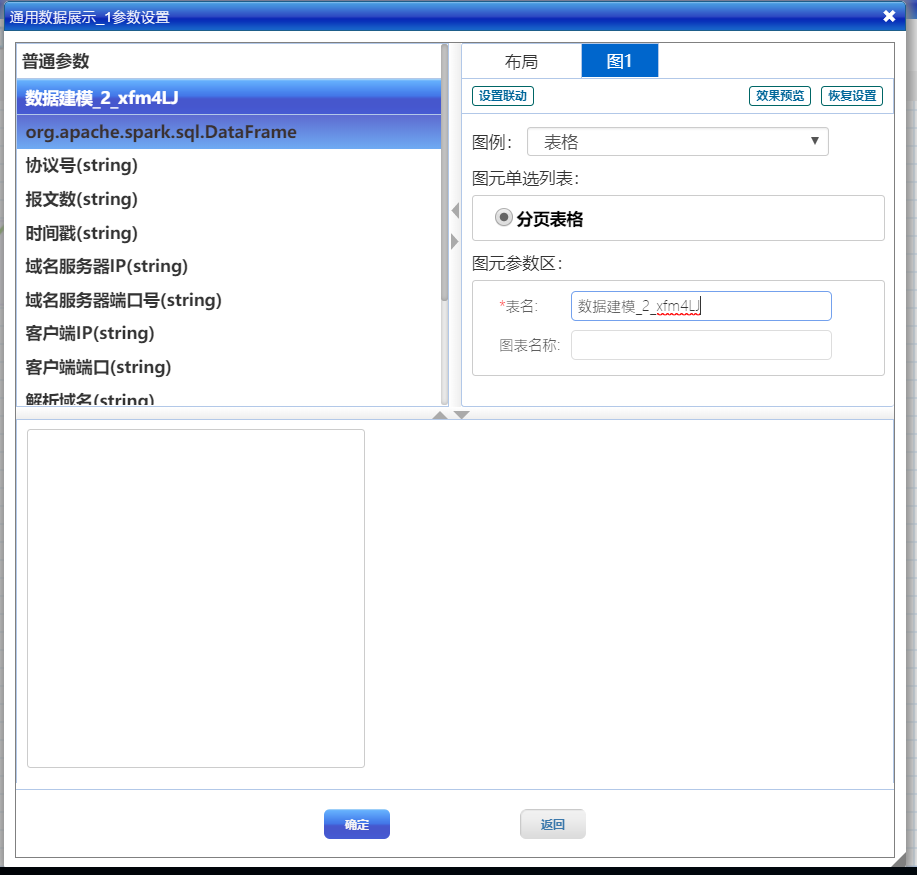 通用数据展示_1参数设置
普通参数
数据建模_2_xfm4LJ
org.apache.spark.sql.DataFrame
协议号(string)
报文数(string)
时间戳(string)
域名服务器IP(string)
域名服务器端口号(string)
客户端IP(string)
客户端端口(string)
解析域名(string)
布局 图1
设置联动 效果预览 恢复设置
图例: 表格
图元单选列表:
分页表格
图元参数区:
*表名: 数据建模_2_xfm4LJ
图表名称:
确定 返回